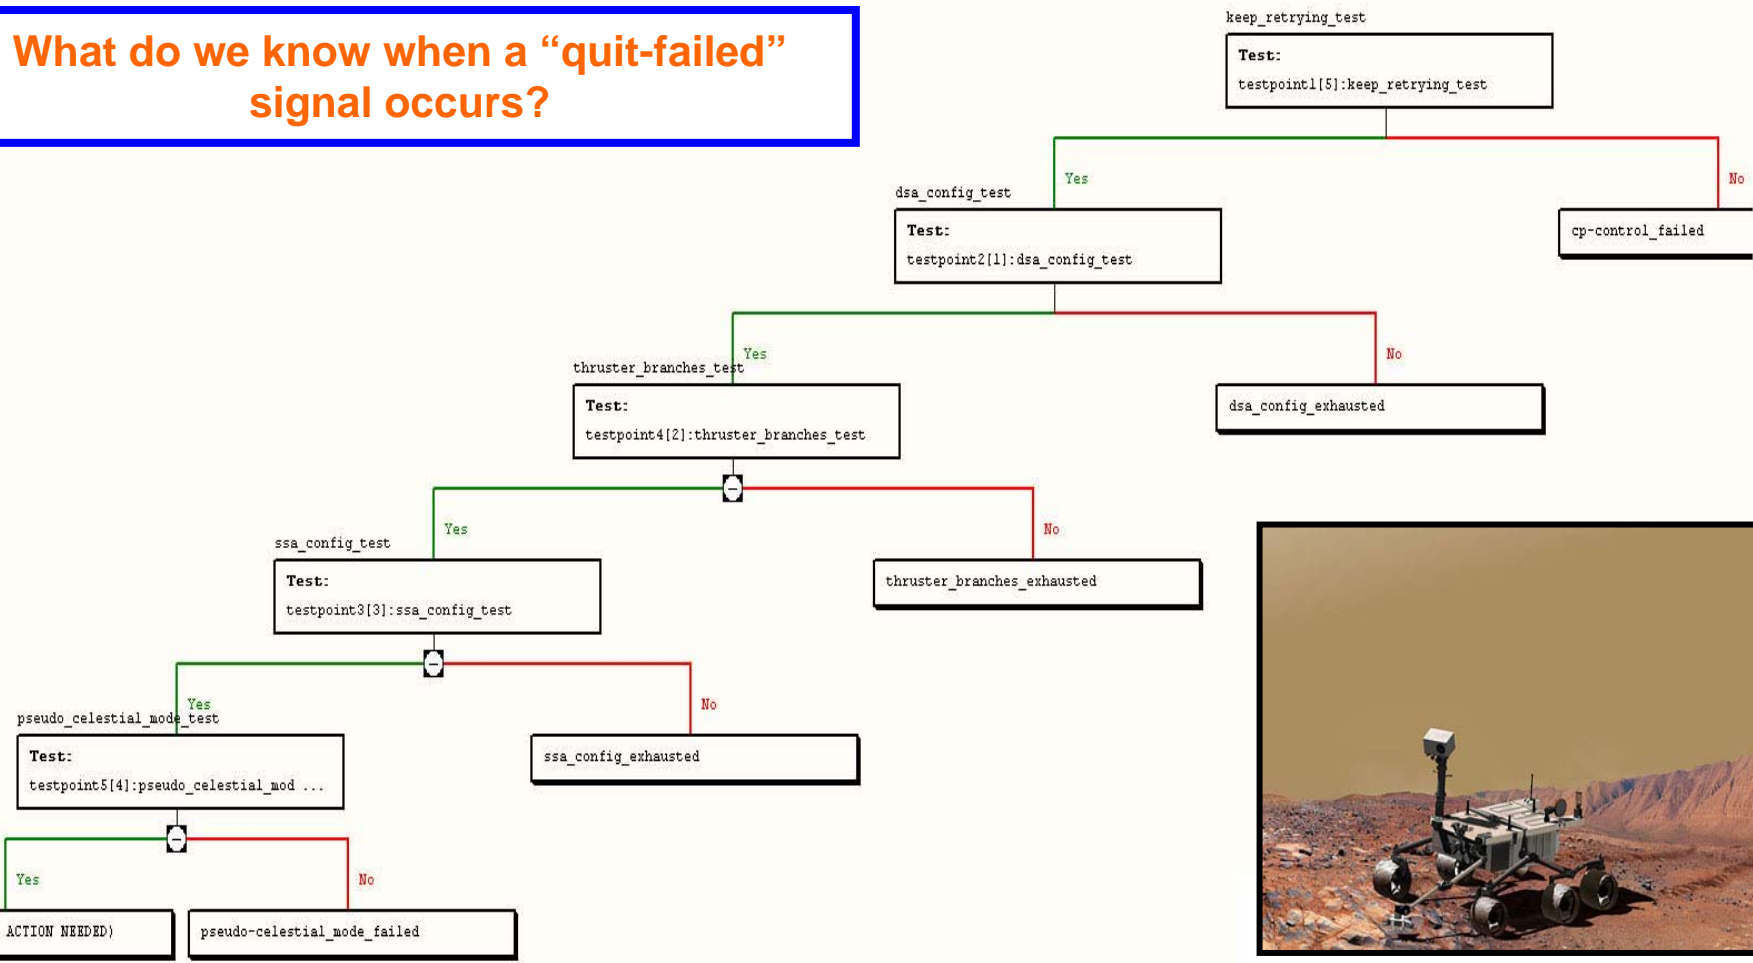 What do we know when a “quit-failed”
signal occurs?
keep_retrying_test
Test:
testpoint1[5]:keep_retrying_test
Yes
No
dsa_config_test
Test:
testpoint2[1]:dsa_config_test
cp-control_failed
Yes
No
thruster_branches_test
Test:
testpoint4[2]:thruster_branches_test
dsa_config_exhausted
Yes
No
ssa_config_test
Test:
testpoint3[3]:ssa_config_test
thruster_branches_exhausted
Yes
No
pseudo_celestial_mode_test
Test:
testpoint5[4]:pseudo_celestial_mod ...
ssa_config_exhausted
Yes
No
ACTION NEEDED)
pseudo-celestial_mode_failed